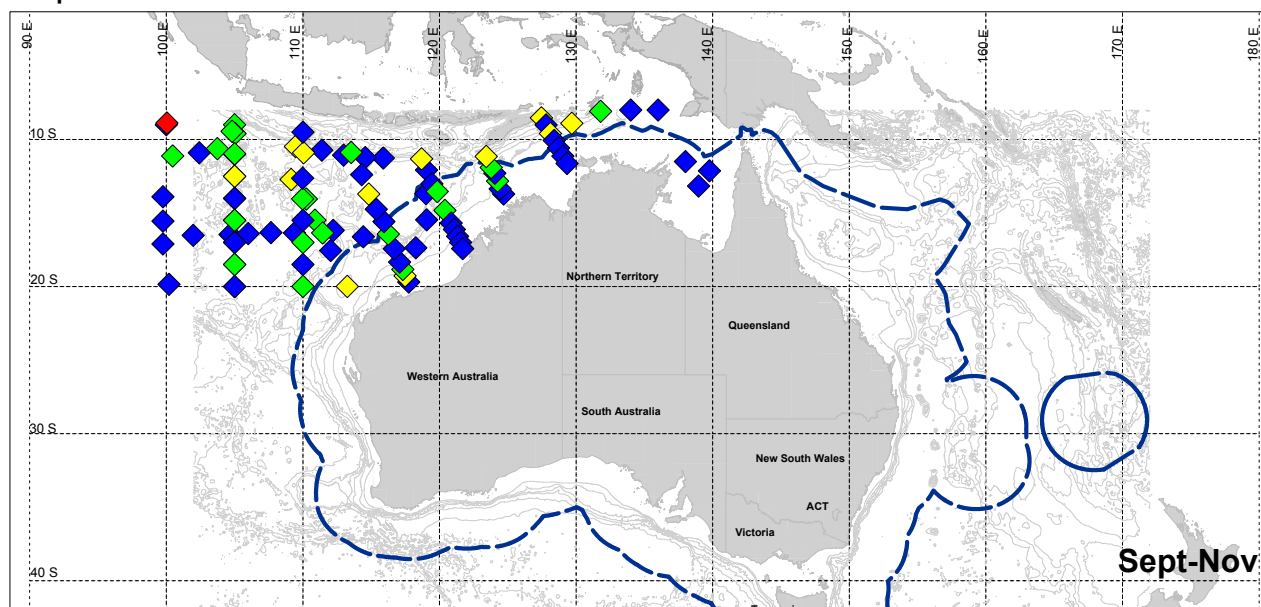 90 E
100 E
110 E
120 E
130 E
140 E
150 E
160 E
170 E
180 E
10 S
20 S
30 S
40 S
Northern Territory
Queensland
Western Australia
South Australia
New South Wales
ACT
Victoria
Sept-Nov